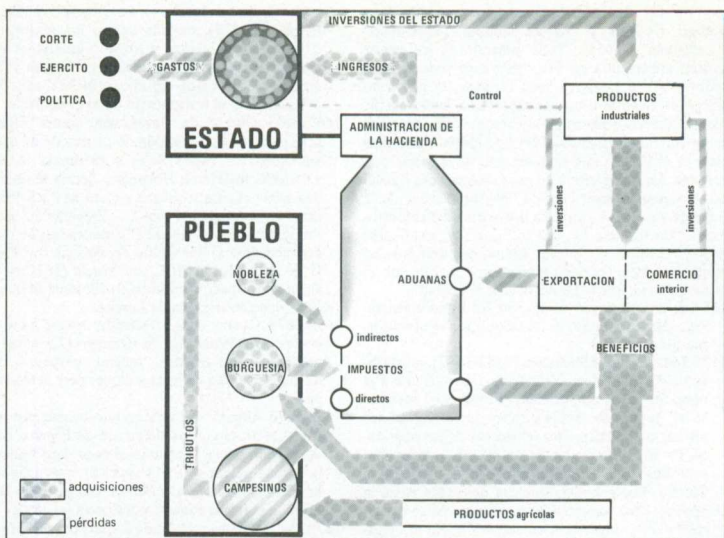 INVERSIONES DEL ESTADO
CORTE
EJERCITO
POLITICA
GASTOS
INGRESOS
ESTADO
Control
PRODUCTOS
industriales
ADMINISTRACION DE
LA HACIENDA
inversiones
inversiones
PUEBLO
NOBLEZA
ADUANAS
EXPORTACION
COMERCIO
interior
indirectos
BURGUESIA
IMPUESTOS
directos
BENEFICIOS
TRIBUTOS
CAMPESINOS
PRODUCTOS agrícolas
adquisiciones
pérdidas